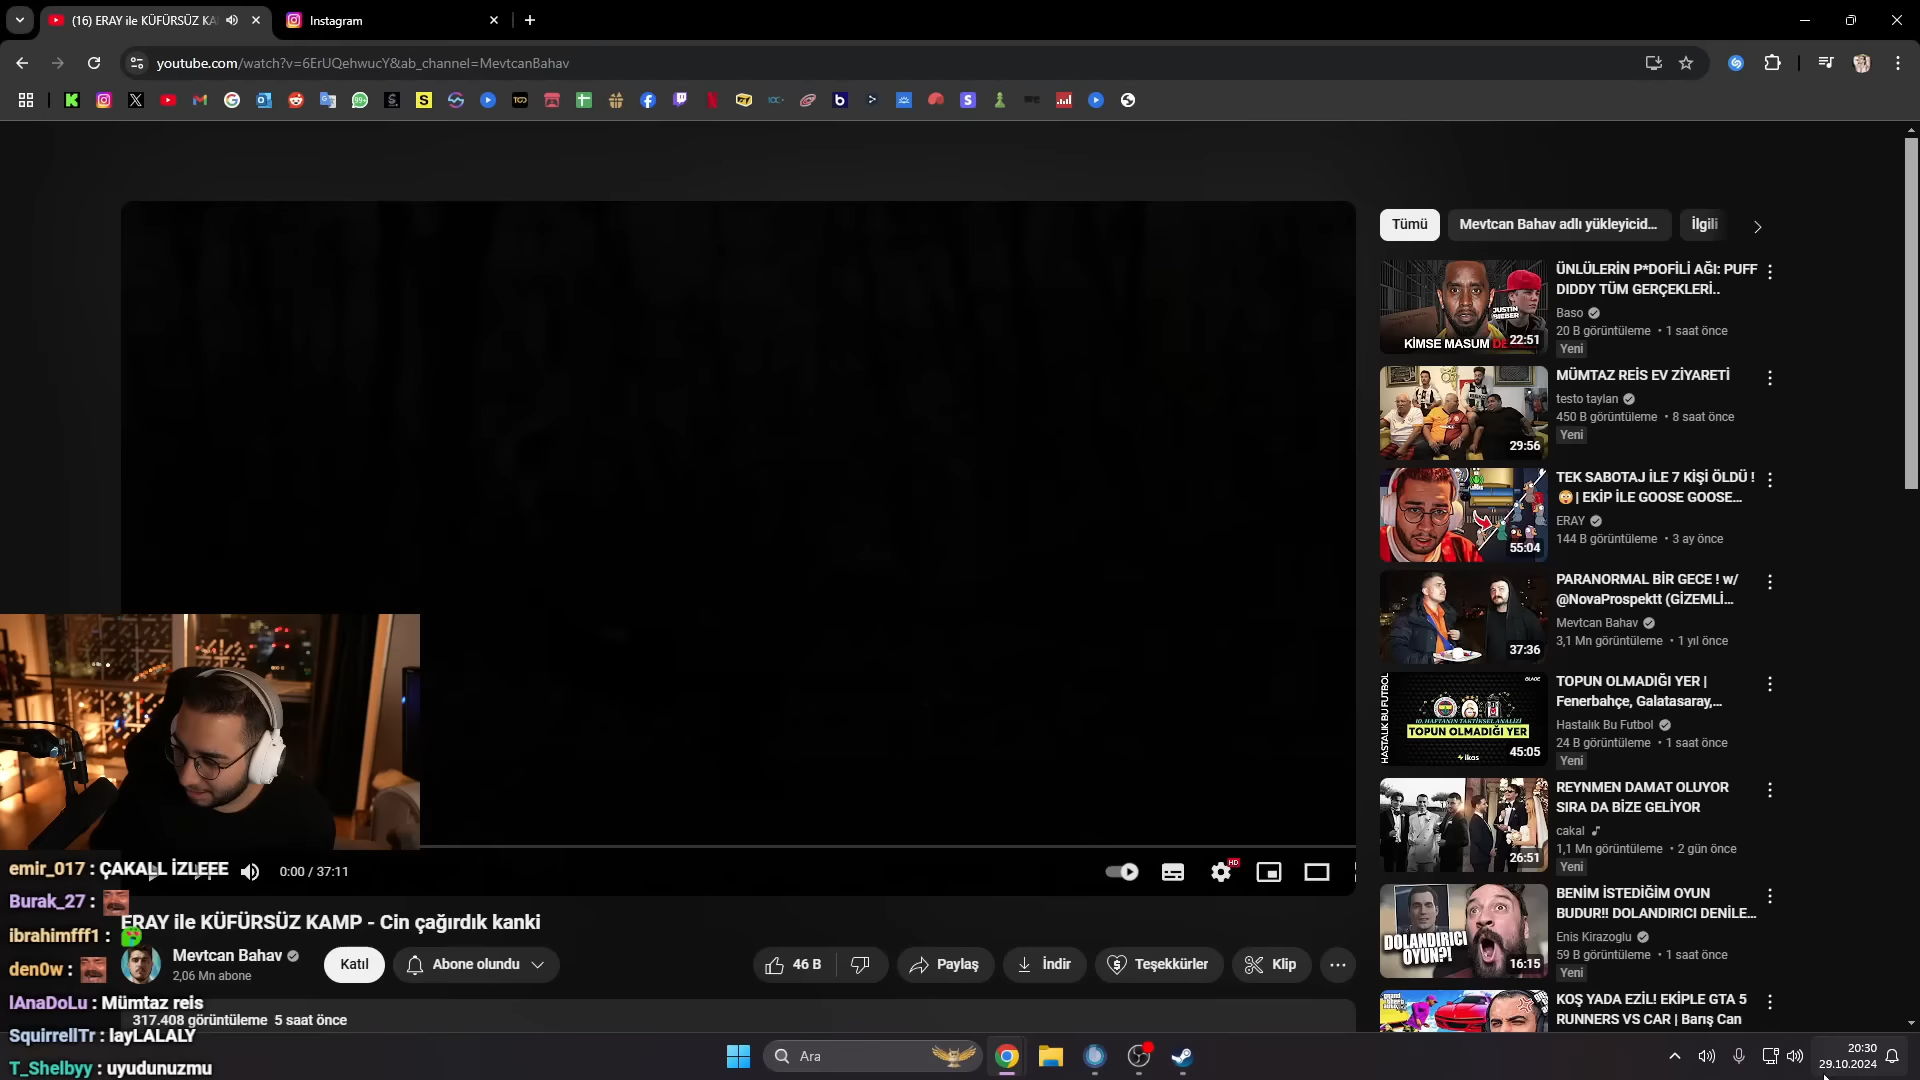 (16) ERAY ile KÜFÜRSÜZ KA
Instagram
youtube.com/watch?v=6ErUQehwucY&ab_channel=MevtcanBahav
Tümü
Mevtcan Bahav adlı yükleyicid...
İlgili
JUSTIN BIEBER
KİMSE MASUM DE
22:51
ÜNLÜLERİN P*DOFİLİ AĞI: PUFF
DIDDY TÜM GERÇEKLERİ..
Baso
20 B görüntüleme • 1 saat önce
Yeni
29:56
MÜMTAZ REİS EV ZİYARETİ
testo taylan
450 B görüntüleme • 8 saat önce
Yeni
55:04
TEK SABOTAJ İLE 7 KİŞİ ÖLDÜ !
😳| EKİP İLE GOOSE GOOSE...
ERAY
144 B görüntüleme • 3 ay önce
37:36
PARANORMAL BİR GECE ! w/
@NovaProspektt (GİZEMLİ...
Mevtcan Bahav
3,1 Mn görüntüleme • 1 yıl önce
HASTALIK BU FUTBOL
10. HAFTANIN TAKTİKSEL ANALİZİ
TOPUN OLMADIĞI YER
ikas
45:05
TOPUN OLMADIĞI YER |
Fenerbahçe, Galatasaray,...
Hastalık Bu Futbol
24 B görüntüleme • 1 saat önce
Yeni
26:51
REYNMEN DAMAT OLUYOR
SIRA DA BİZE GELİYOR
cakal
1,1 Mn görüntüleme • 2 gün önce
Yeni
DOLANDIRICI
OYUN?!
16:15
BENİM İSTEDİĞİM OYUN
BUDUR!! DOLANDIRICI DENİLE...
Enis Kirazoglu
59 B görüntüleme • 1 saat önce
Yeni
KOŞ YADA EZİL! EKİPLE GTA 5
RUNNERS VS CAR | Barış Can
0:00 / 37:11
HD
ERAY ile KÜFÜRSÜZ KAMP - Cin çağırdık kanki
Mevtcan Bahav
2,06 Mn abone
Katıl
Abone olundu
46 B
Paylaş
İndir
Teşekkürler
Klip
317.408 görüntüleme 5 saat önce
emir_017 : ÇAKALL İZLEEE
Burak_27 :
ibrahimfff1 :
den0w :
lAnaDoLu : Mümtaz reis
SquirrellTr : layLALALY
T_Shelbyy : uyudunuzmu
Ara
20:30
29.10.2024